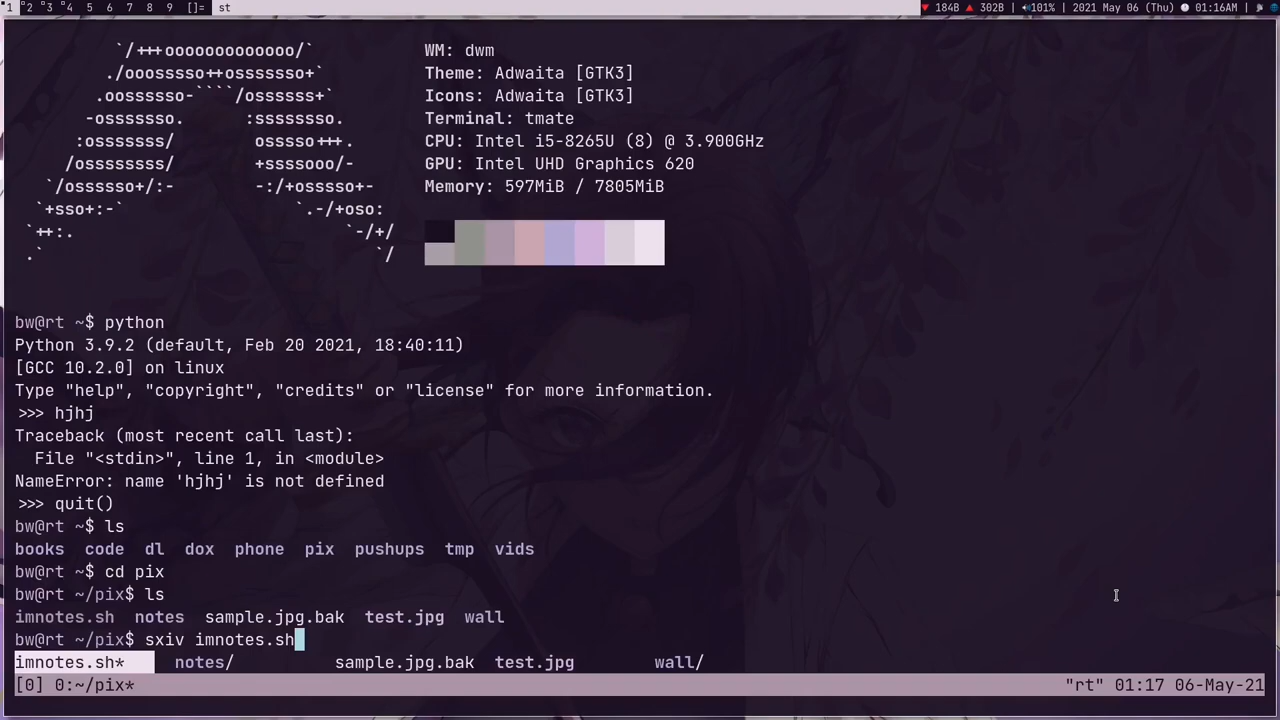 1 2 3 4 5 6 7 8 9 []= st 184B 302B | 101% | 2021 May 06 (Thu) 01:16AM |
`/+++ooooooooooooo/` WM: dwm
./ooosssso++osssssso+` Theme: Adwaita [GTK3]
.oossssso-````/ossssss+` Icons: Adwaita [GTK3]
-osssssso. :ssssssso. Terminal: tmate
:osssssss/ osssso+++. CPU: Intel i5-8265U (8) @ 3.900GHz
/ossssssss/ +ssssooo/- GPU: Intel UHD Graphics 620
`/ossssso+/:- -:/+osssso+- Memory: 597MiB / 7805MiB
`+sso+:-` `.-/+oso:
`++:. `-/+/
.` `/
bw@rt ~$ python
Python 3.9.2 (default, Feb 20 2021, 18:40:11)
[GCC 10.2.0] on linux
Type "help", "copyright", "credits" or "license" for more information.
>>> hjhj
Traceback (most recent call last):
File "<stdin>", line 1, in <module>
NameError: name 'hjhj' is not defined
>>> quit()
bw@rt ~$ ls
books code dl dox phone pix pushups tmp vids
bw@rt ~$ cd pix
bw@rt ~/pix$ ls
imnotes.sh notes sample.jpg.bak test.jpg wall
bw@rt ~/pix$ sxiv imnotes.sh
imnotes.sh* notes/ sample.jpg.bak test.jpg wall/
[0] 0:~/pix* "rt" 01:17 06-May-21